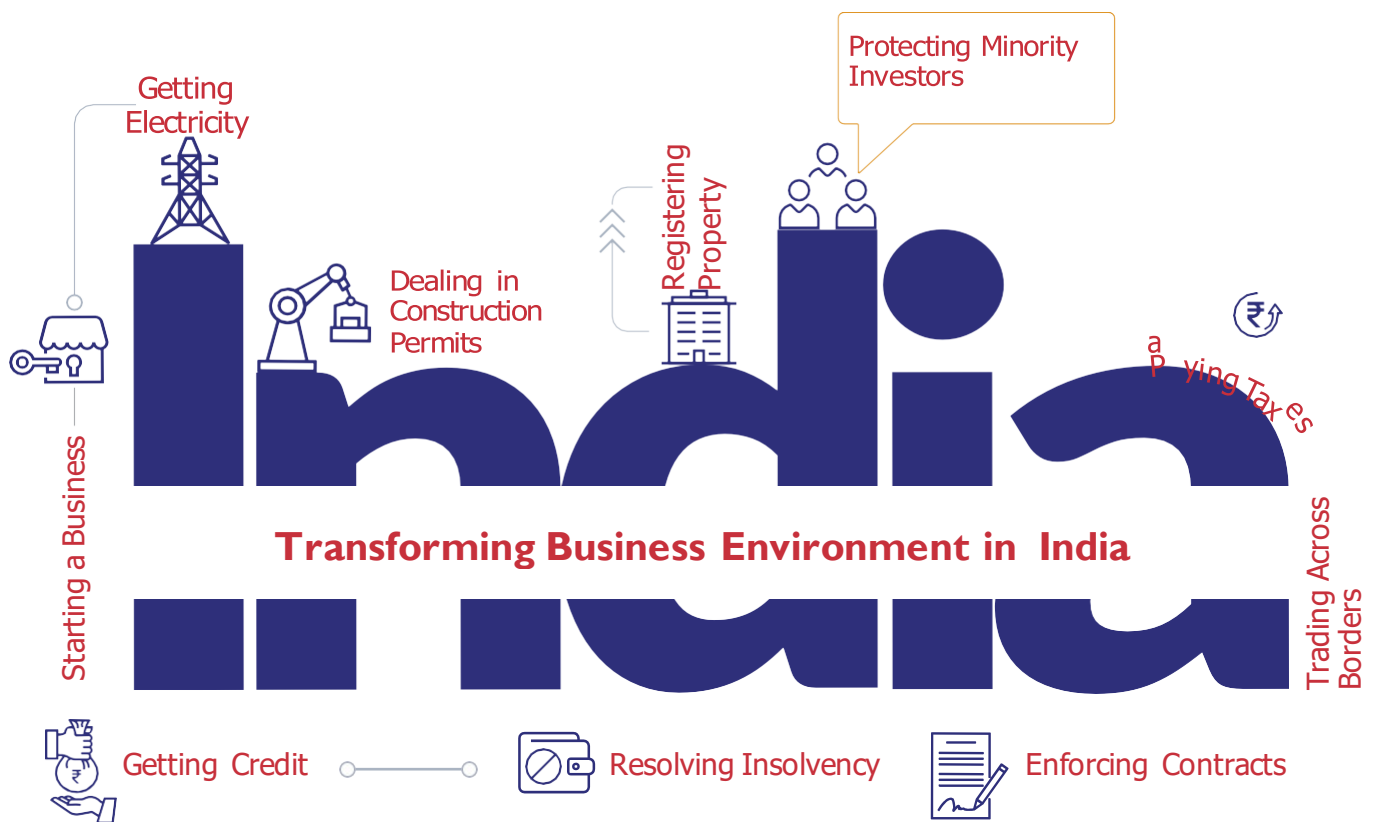 Protecting Minority
Investors
Getting
Electricity
Registering
Property
Dealing in
Construction
Permits
₹
Paying Taxes
India
Starting a Business
Transforming Business Environment in India
Trading Across
Borders
₹
Getting Credit
Resolving Insolvency
Enforcing Contracts